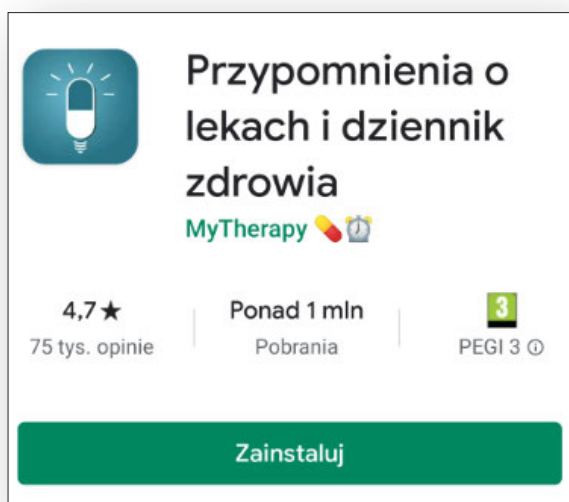 Przypomnienia o
lekach i dziennik
zdrowia
MyTherapy 💊⏰
4,7★
75 tys. opinie
Ponad 1 mln
Pobrania
3
PEGI 3 ⓘ
Zainstaluj